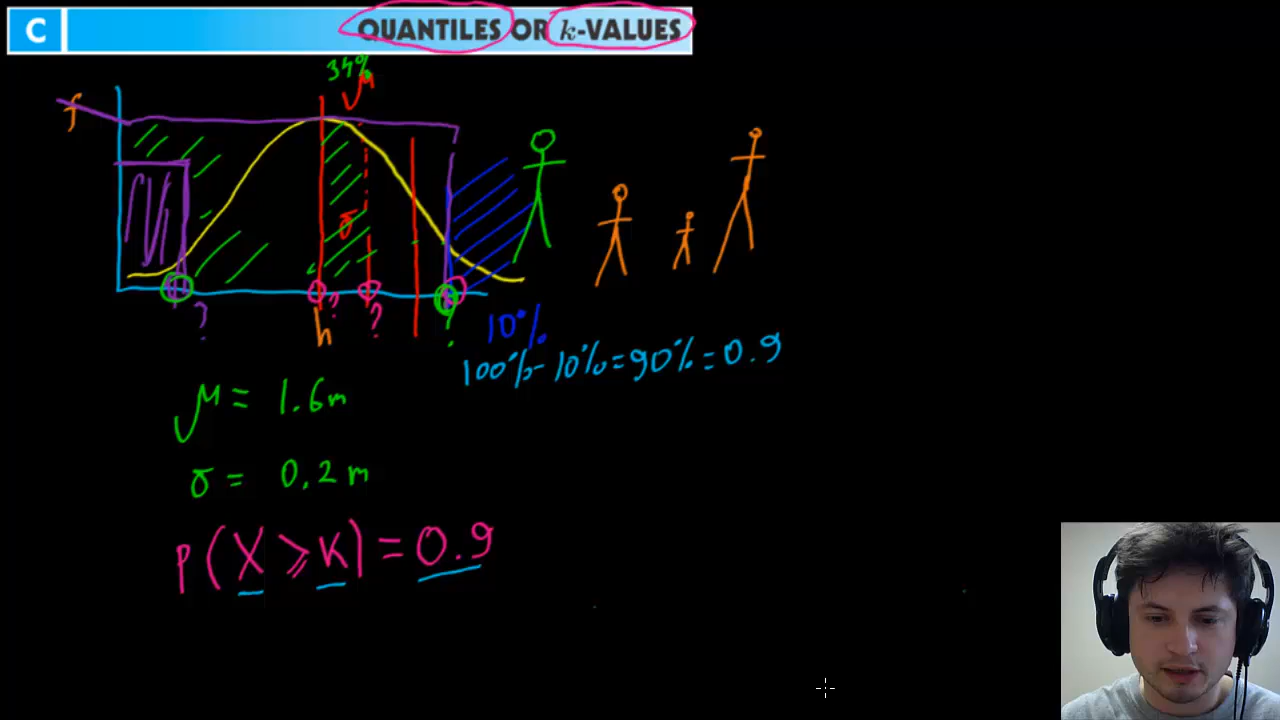 C QUANTILES OR k-VALUES
34%
μ
f
σ
? ? ? ?
h
10%
100% - 10% = 90% = 0.9
μ = 1.6m
σ = 0.2m
P(X ⩾ K) = 0.9